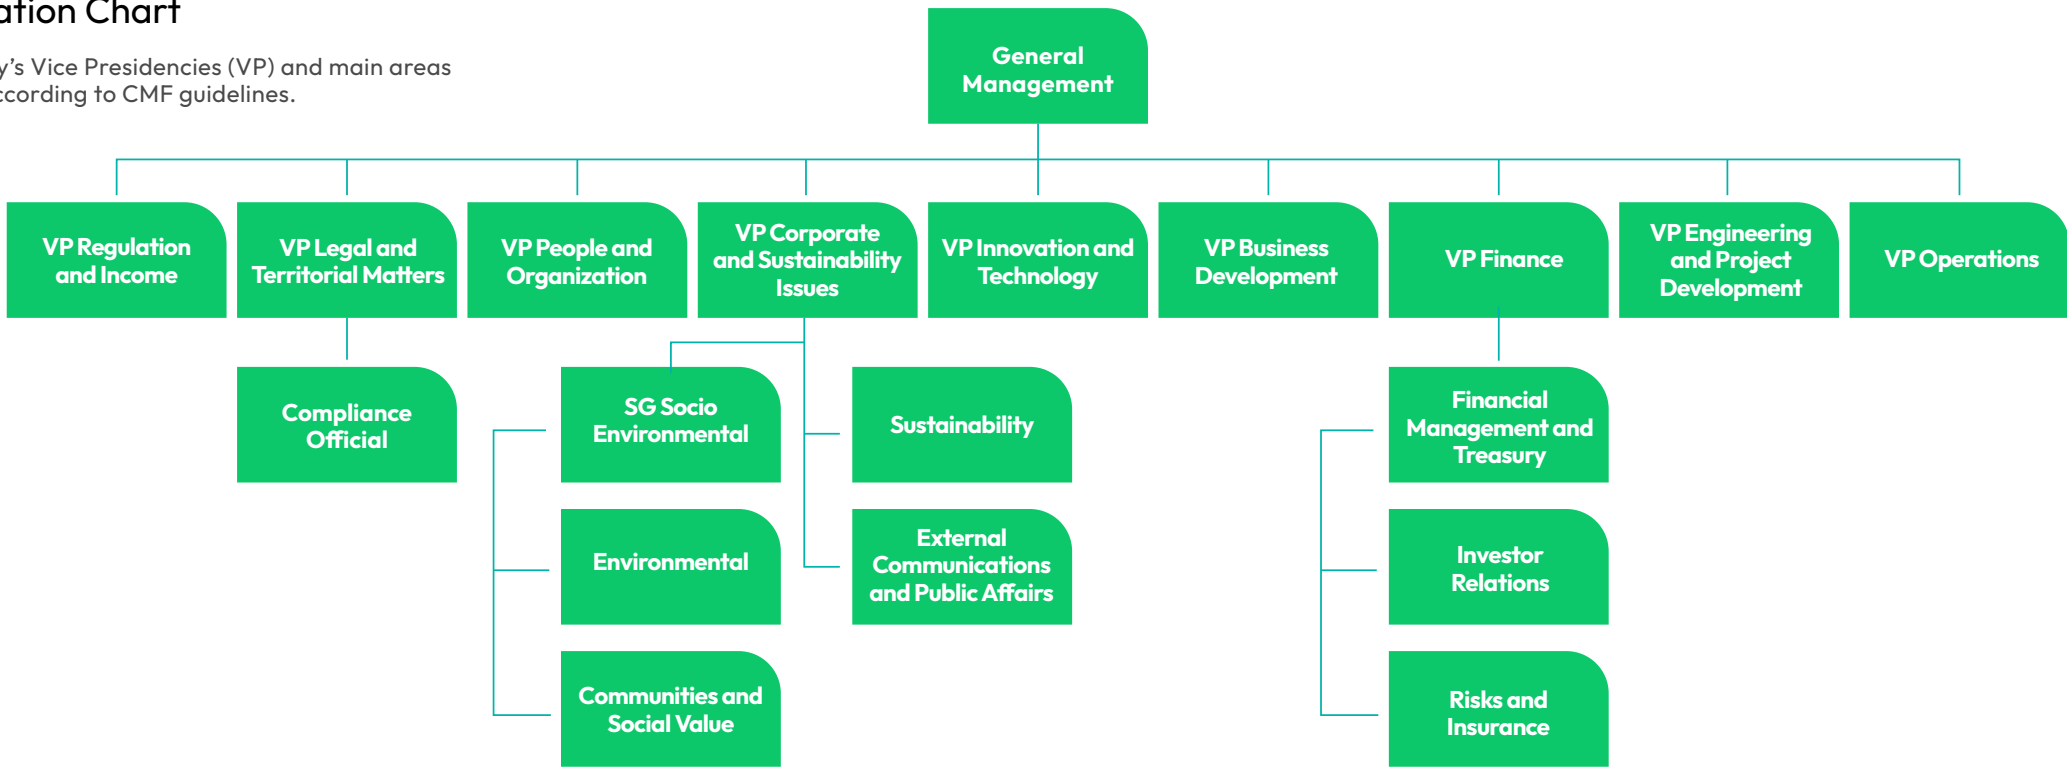 ation Chart
y's Vice Presidencies (VP) and main areas
ccording to CMF guidelines.
General
Management
VP Regulation
and Income
VP Legal and
Territorial Matters
VP People and
Organization
VP Corporate
and Sustainability
Issues
VP Innovation and
Technology
VP Business
Development
VP Finance
VP Engineering
and Project
Development
VP Operations
Compliance
Official
SG Socio
Environmental
Sustainability
Financial
Management and
Treasury
Environmental
External
Communications
and Public Affairs
Investor
Relations
Communities and
Social Value
Risks and
Insurance